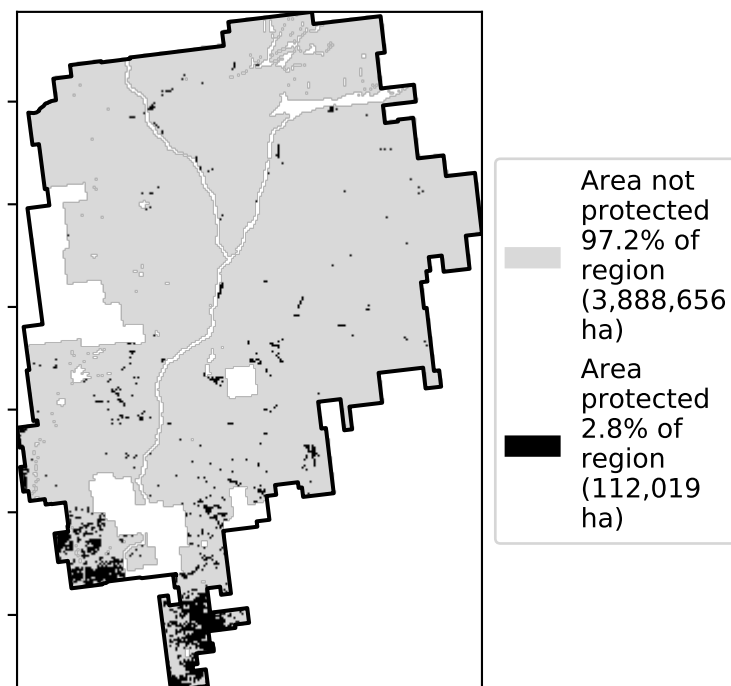 Area not
protected
97.2% of
region
(3,888,656
ha)
Area
protected
2.8% of
region
(112,019
ha)